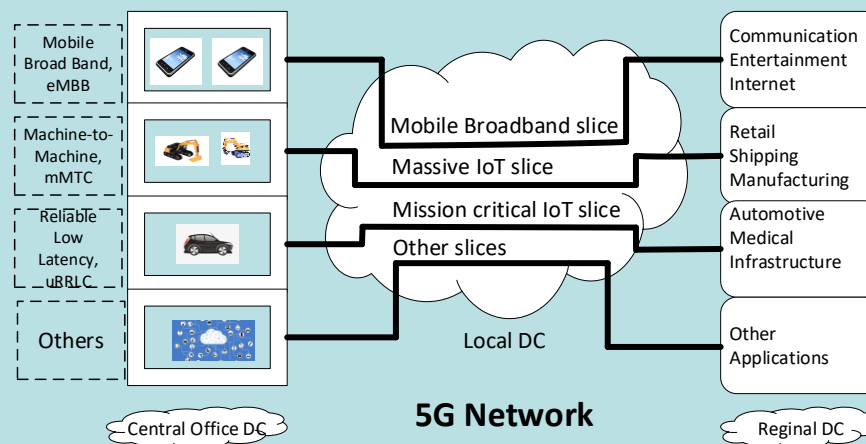 Mobile
Broad Band,
eMBB
Machine-to-
Machine,
mMTC
Reliable
Low
Latency,
uRRLC
Others
Mobile Broadband slice
Massive IoT slice
Mission critical IoT slice
Other slices
Local DC
Communication
Entertainment
Internet
Retail
Shipping
Manufacturing
Automotive
Medical
Infrastructure
Other
Applications
Central Office DC
5G Network
Reginal DC